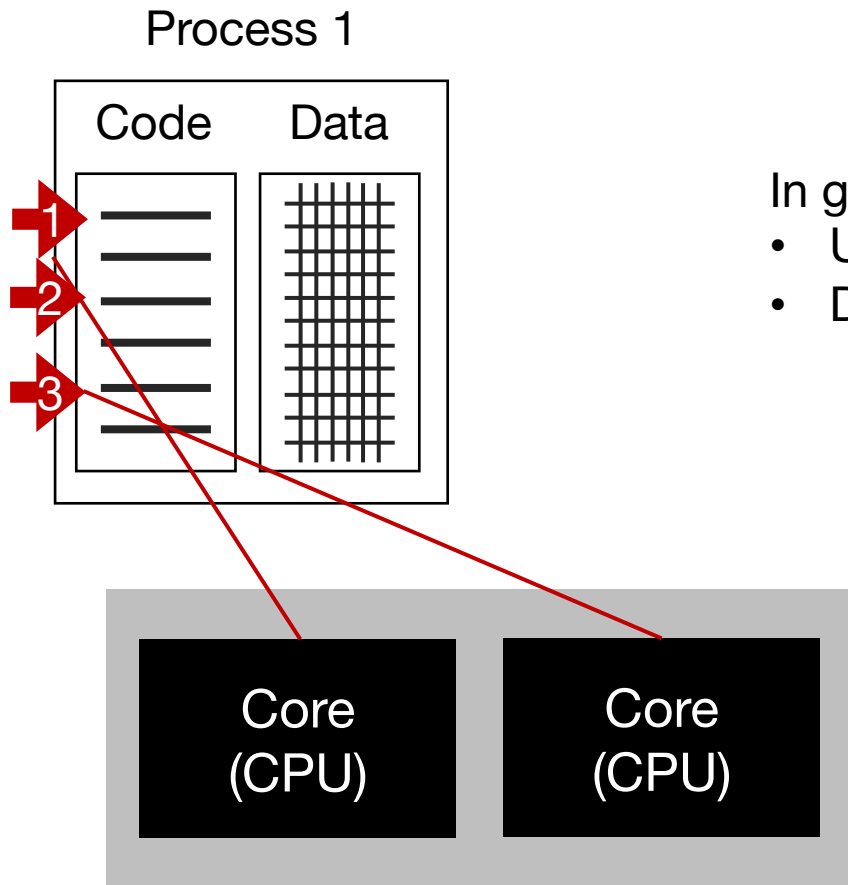 Process 1
Code Data
1
2
3
In g
• U
• D
Core
(CPU)
Core
(CPU)